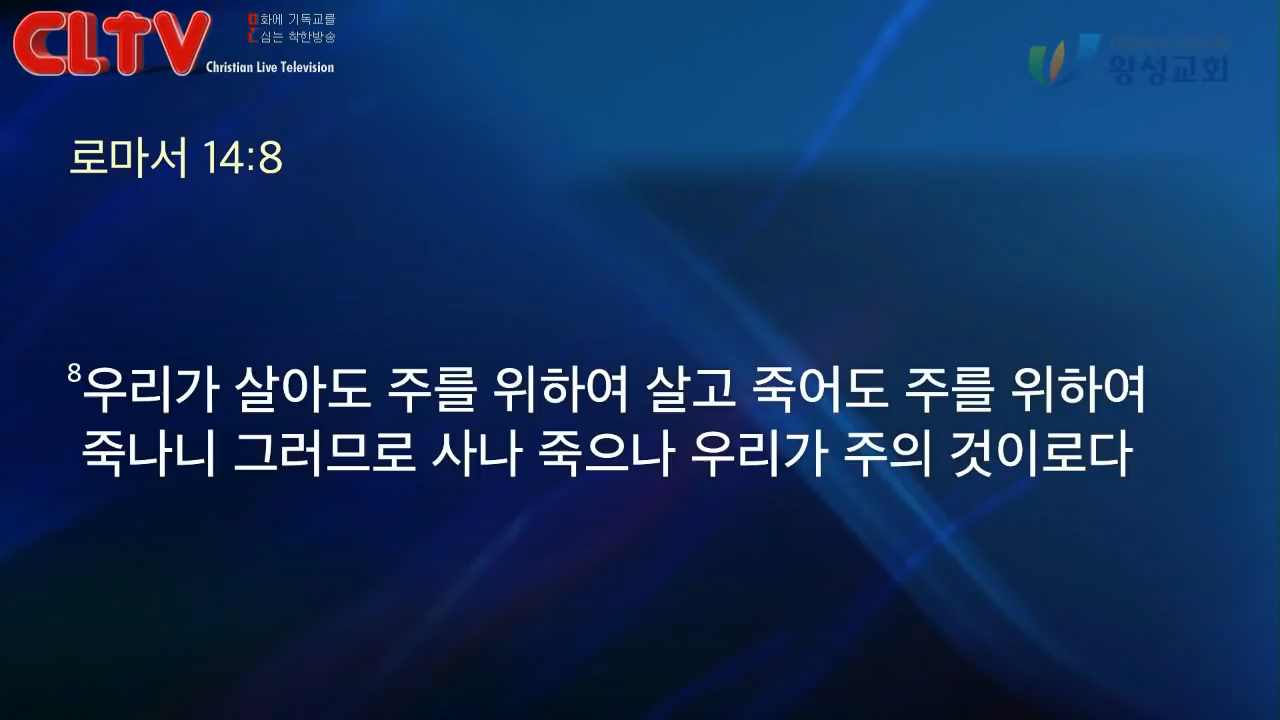 CLTV
문화에 기독교를
심는 착한방송
Christian Live Television
왕성교회
로마서 14:8
8우리가 살아도 주를 위하여 살고 죽어도 주를 위하여
죽나니 그러므로 사나 죽으나 우리가 주의 것이로다